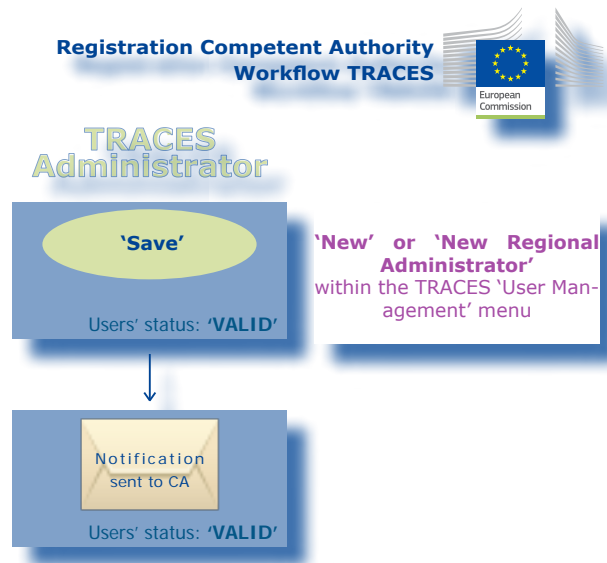 Registration Competent Authority
Workflow TRACES
European
Commission
TRACES
Administrator
‘Save’
Users’ status: ‘VALID’
‘New’ or ‘New Regional
Administrator’
within the TRACES ‘User Man-
agement’ menu
Notification
sent to CA
Users’ status: ‘VALID’